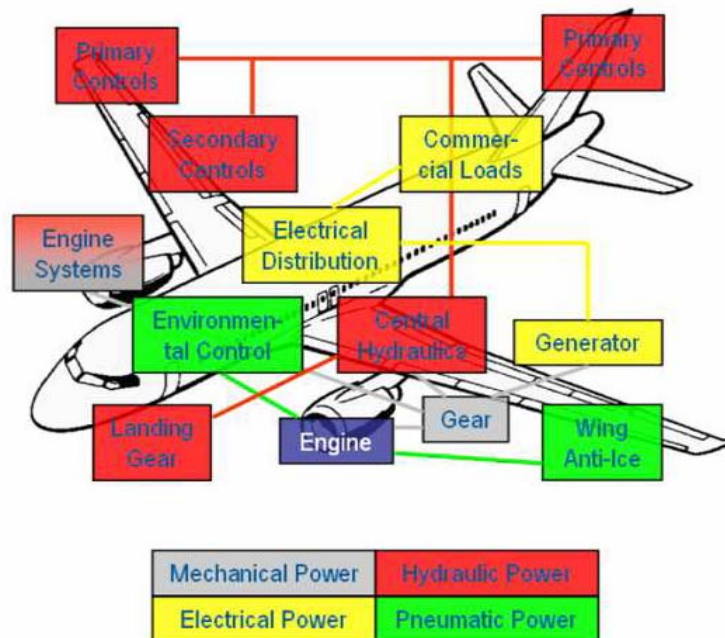 Primary
Controls
Primary
Controls
Secondary
Controls
Commer-
cial Loads
Engine
Systems
Electrical
Distribution
Environmen-
tal Control
Central
Hydraulics
Generator
Landing
Gear
Engine
Gear
Wing
Anti-Ice
Mechanical Power
Hydraulic Power
Electrical Power
Pneumatic Power